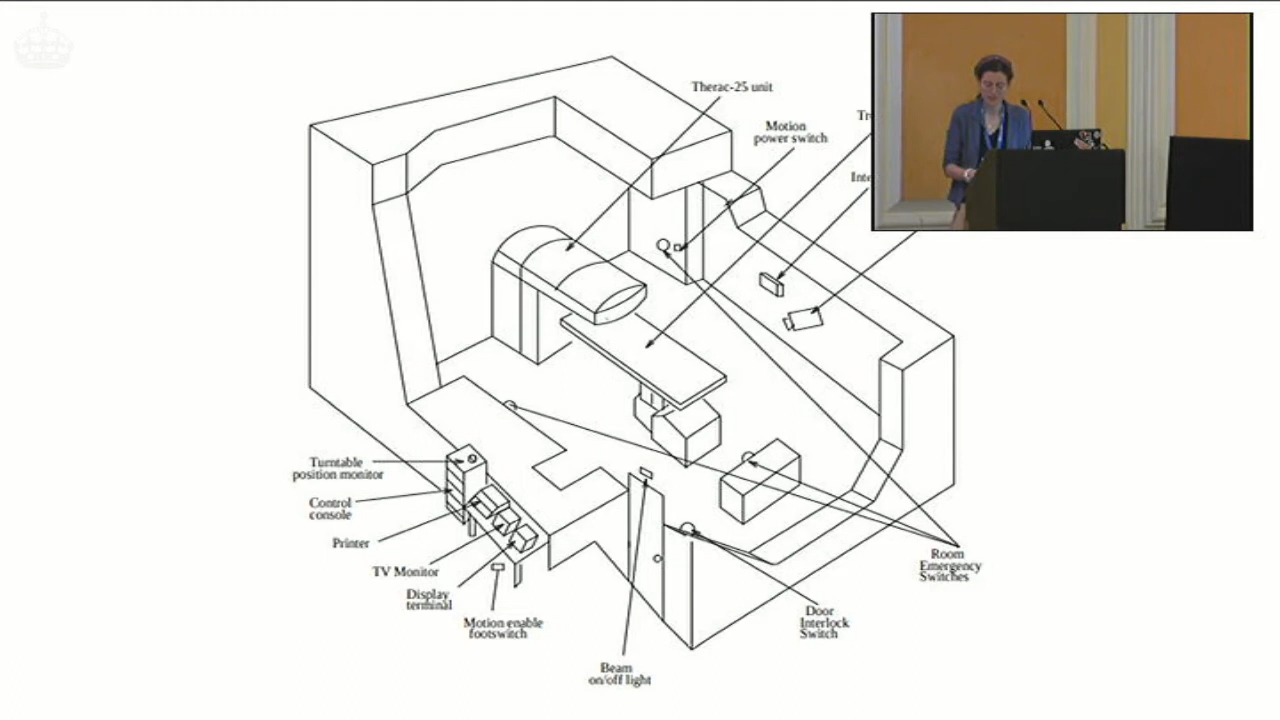 Therac-25 unit
Motion
power switch
Turntable
position monitor
Control
console
Printer
TV Monitor
Display
terminal
Motion enable
footswitch
Beam
on/off light
Door
Interlock
Switch
Room
Emergency
Switches